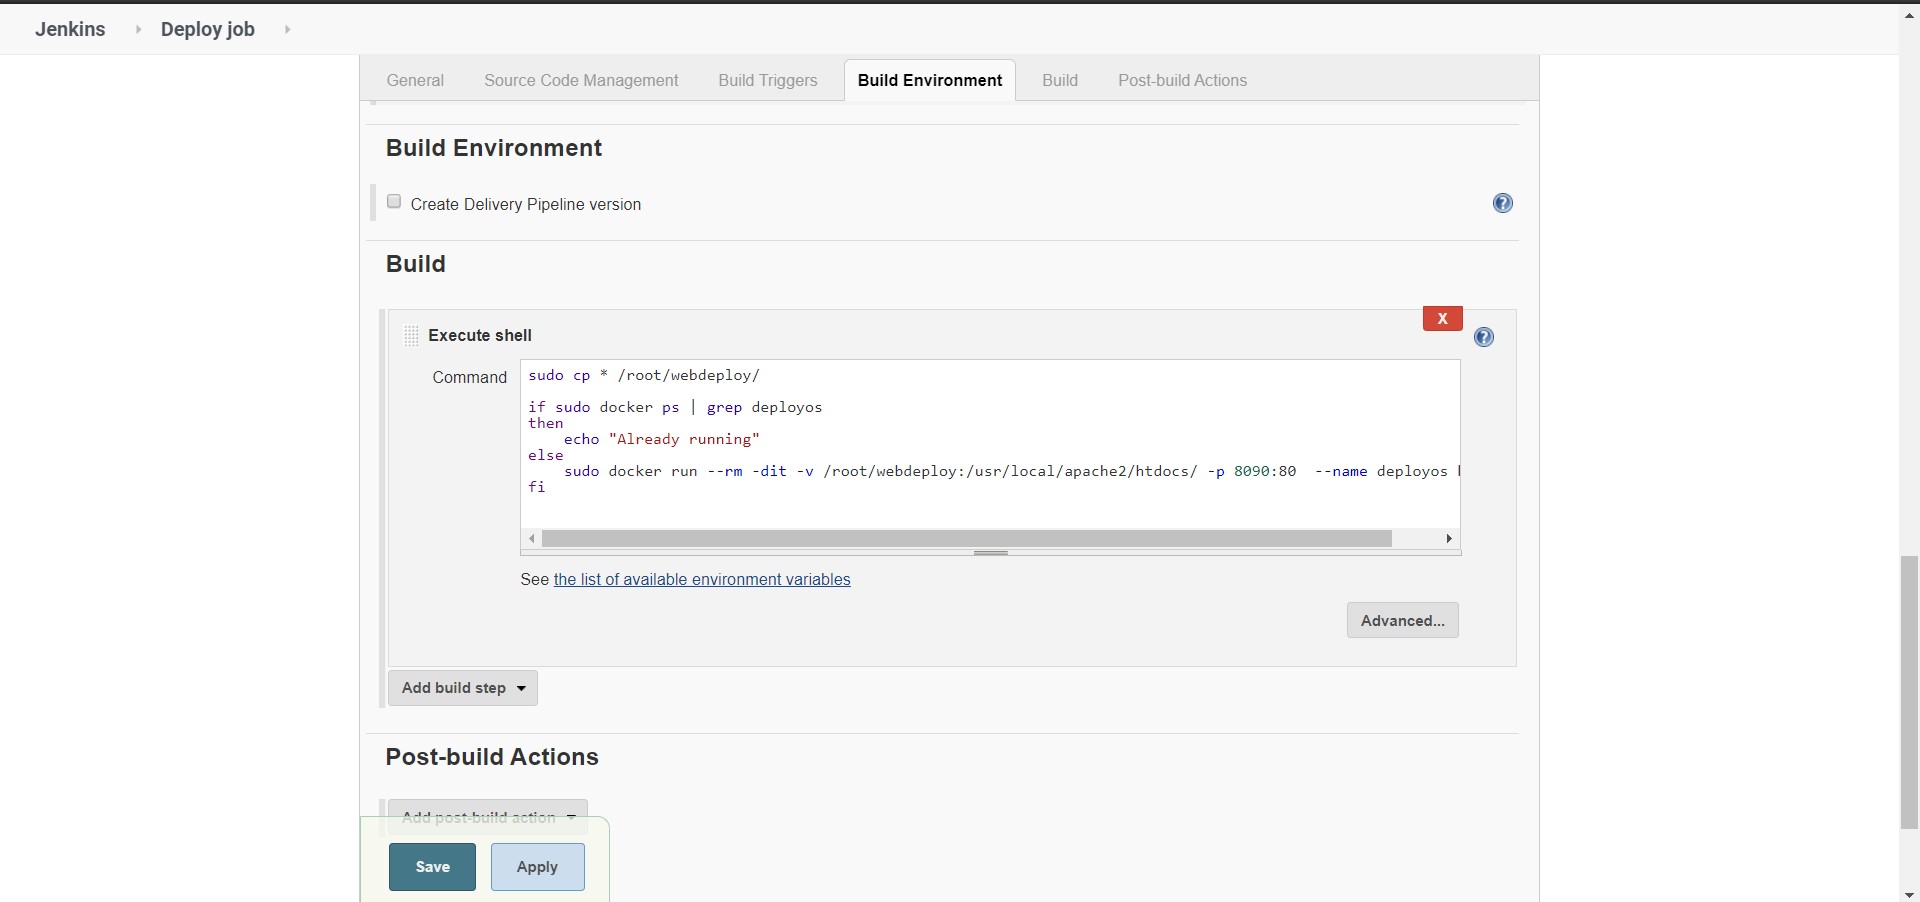 Jenkins Deploy job
General Source Code Management Build Triggers Build Environment Build Post-build Actions
Build Environment
Create Delivery Pipeline version
?
Build
X
Execute shell
?
Command
sudo cp * /root/webdeploy/
if sudo docker ps | grep deployos
then
    echo "Already running"
else
    sudo docker run --rm -dit -v /root/webdeploy:/usr/local/apache2/htdocs/ -p 8090:80  --name deployos
fi
See the list of available environment variables
Advanced...
Add build step
Post-build Actions
Add post-build action
Save Apply